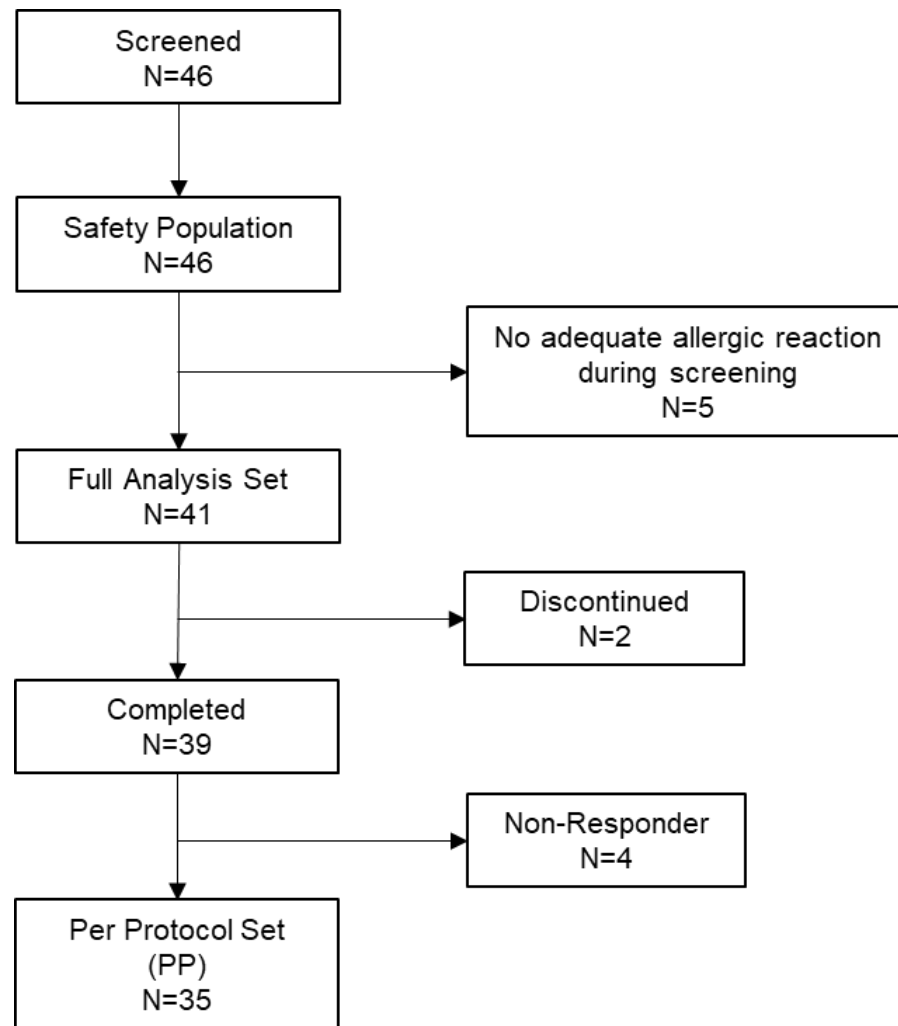 Screened
N=46
Safety Population
N=46
No adequate allergic reaction
during screening
N=5
Full Analysis Set
N=41
Discontinued
N=2
Completed
N=39
Non-Responder
N=4
Per Protocol Set
(PP)
N=35